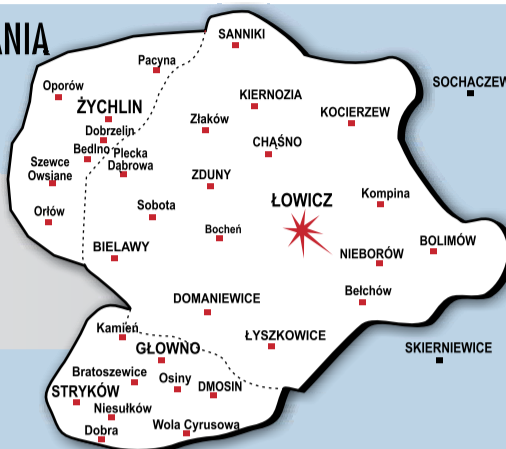 ANIA
SANNIKI
Pacyna
SOCHACZEW
Oporów
ŻYCHLIN
KIERNOZIA
KOCIERZEW
Złaków
Dobrzelin
CHĄŚNO
Bedlno
Plecka
Dąbrowa
Szewce
Owsiane
ZDUNY
ŁOWICZ
Kompina
Orłów
Sobota
Bocheń
BIELAWY
NIEBORÓW
BOLIMÓW
Bełchów
DOMANIEWICE
Kamień
GŁOWNO
ŁYSZKOWICE
SKIERNIEWICE
Bratoszewice
Osiny
DMOSIN
STRYKÓW
Niesułków
Dobra
Wola Cyrusowa